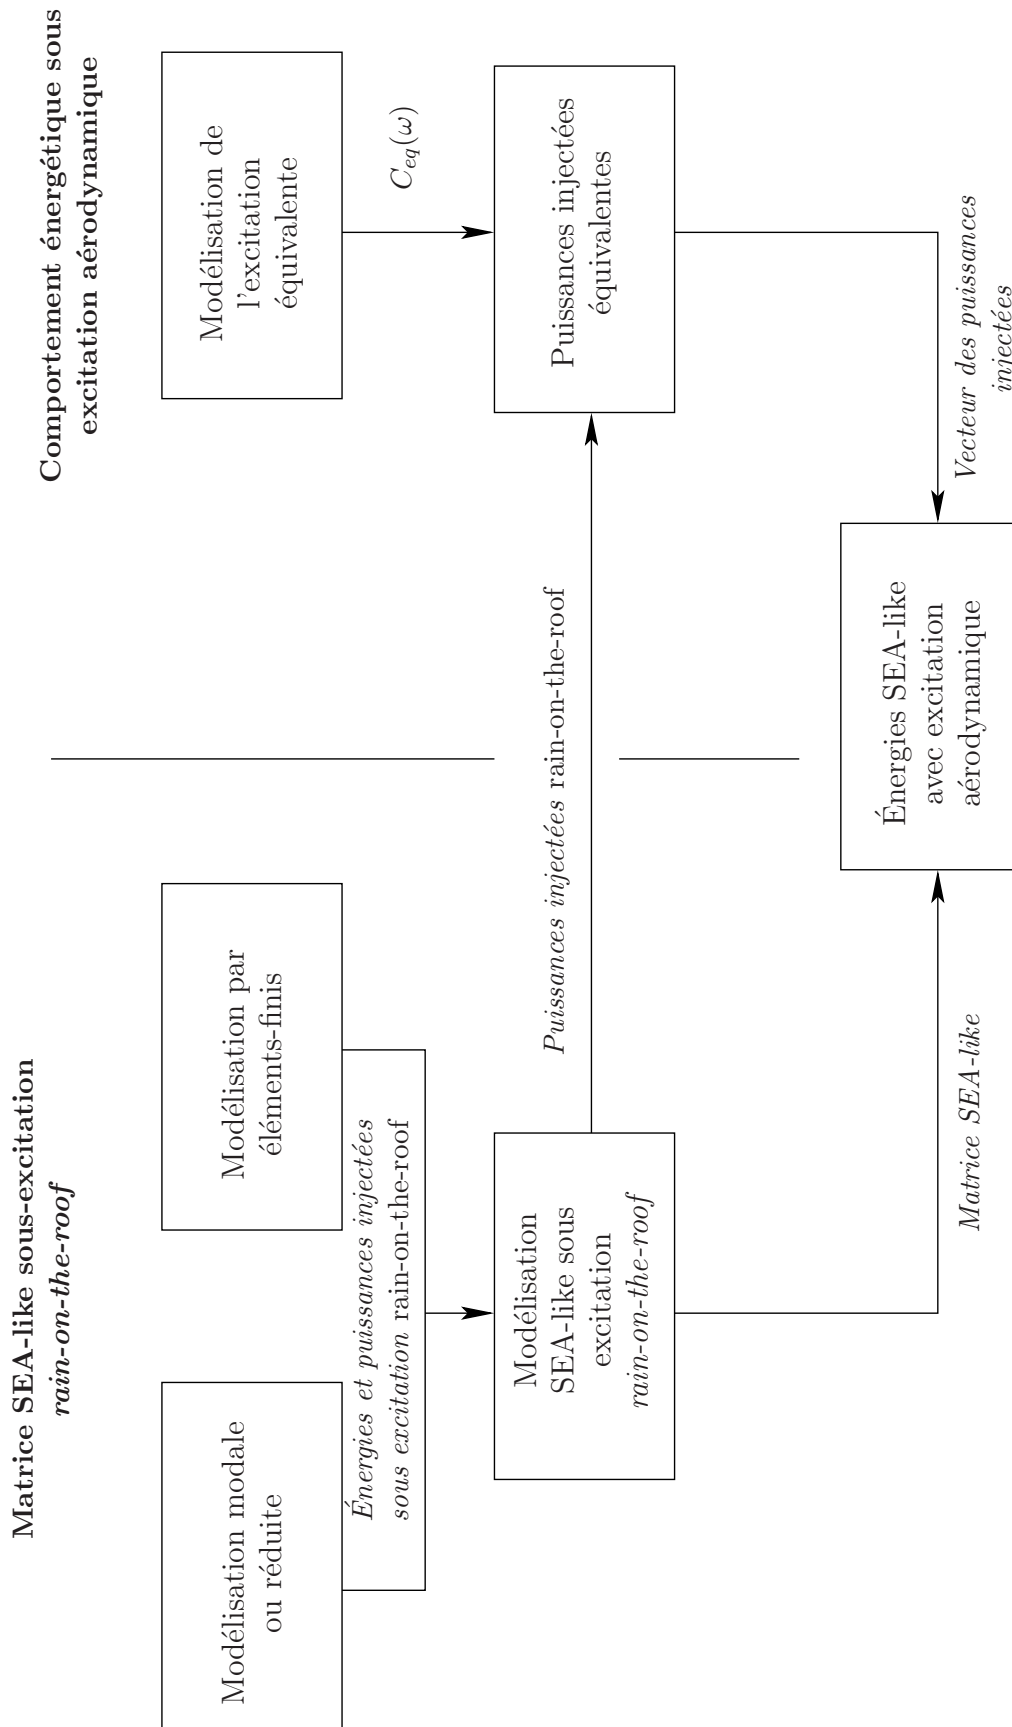 Matrice SEA-like sous-excitation
rain-on-the-roof
Comportement énergétique sous
excitation aérodynamique
Modélisation modale
ou réduite
Modélisation par
éléments-finis
Modélisation de
l'excitation
équivalente
Énergies et puissances injectées
sous excitation rain-on-the-roof
C_{eq}(ω)
Modélisation
SEA-like sous
excitation
rain-on-the-roof
Puissances injectées rain-on-the-roof
Puissances injectées
équivalentes
Matrice SEA-like
Énergies SEA-like
avec excitation
aérodynamique
Vecteur des puissances
injectées